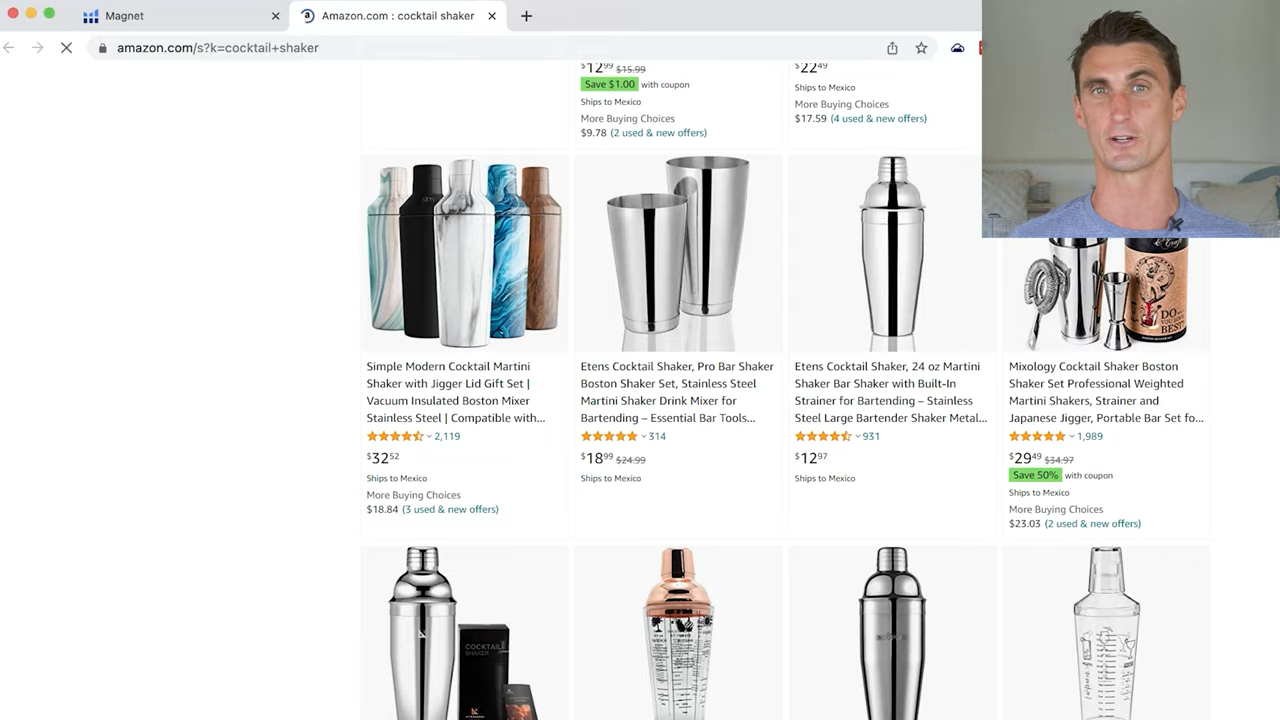 Magnet
Amazon.com : cocktail shaker
amazon.com/s?k=cocktail+shaker
$12.99 $15.99
Save $1.00 with coupon
Ships to Mexico
More Buying Choices
$9.78 (2 used & new offers)
$22.49
Ships to Mexico
More Buying Choices
$17.59 (4 used & new offers)
Simple Modern Cocktail Martini
Shaker with Jigger Lid Gift Set |
Vacuum Insulated Boston Mixer
Stainless Steel | Compatible with...
2,119
$32.52
Ships to Mexico
More Buying Choices
$18.84 (3 used & new offers)
Etens Cocktail Shaker, Pro Bar Shaker
Boston Shaker Set, Stainless Steel
Martini Shaker Drink Mixer for
Bartending – Essential Bar Tools...
314
$18.99 $24.99
Ships to Mexico
Etens Cocktail Shaker, 24 oz Martini
Shaker Bar Shaker with Built-In
Strainer for Bartending – Stainless
Steel Large Bartender Shaker Metal...
931
$12.97
Ships to Mexico
DO
YOU
BEST!
Mixology Cocktail Shaker Boston
Shaker Set Professional Weighted
Martini Shakers, Strainer and
Japanese Jigger, Portable Bar Set fo...
1,989
$29.49 $34.97
Save 50% with coupon
Ships to Mexico
More Buying Choices
$23.03 (2 used & new offers)
COCKTAIL
SHAKER